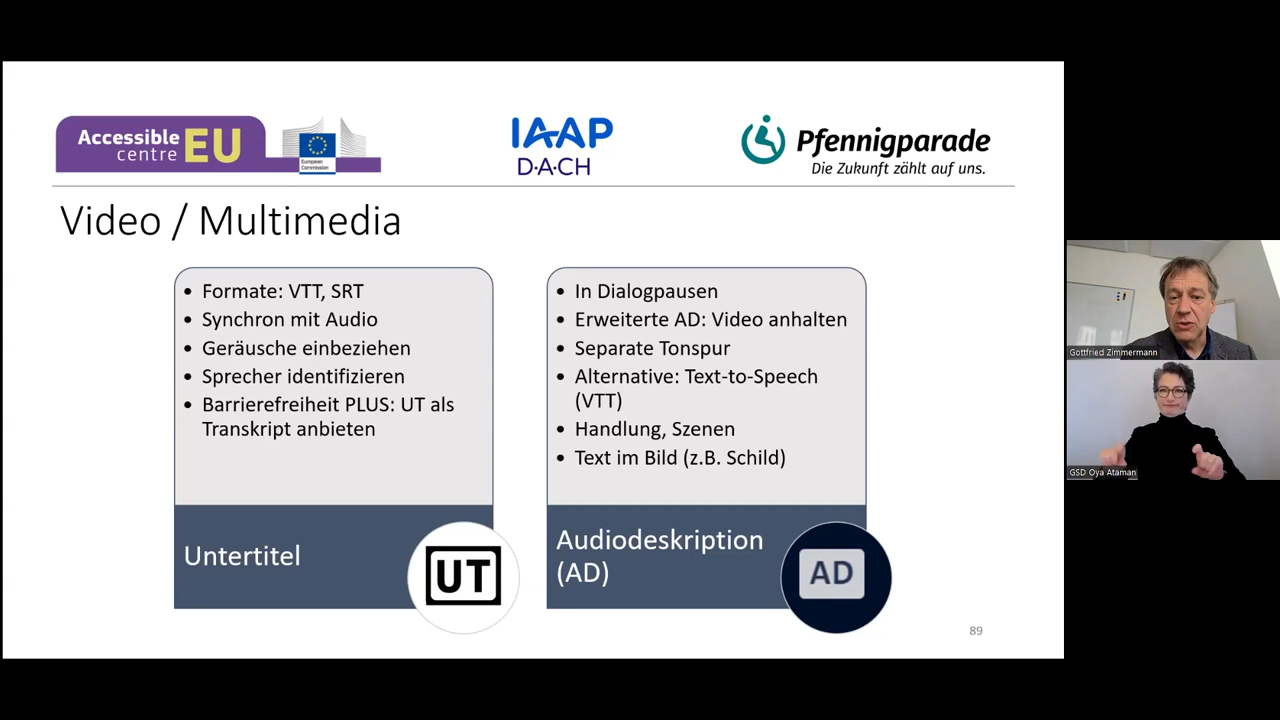 Accessible
centre
EU
European
Commission
IAAP
D·A·CH
Pfennigparade
Die Zukunft zählt auf uns.
Video / Multimedia
• Formate: VTT, SRT
• Synchron mit Audio
• Geräusche einbeziehen
• Sprecher identifizieren
• Barrierefreiheit PLUS: UT als
Transkript anbieten
Untertitel
UT
• In Dialogpausen
• Erweiterte AD: Video anhalten
• Separate Tonspur
• Alternative: Text-to-Speech
(VTT)
• Handlung, Szenen
• Text im Bild (z.B. Schild)
Audiodeskription
(AD)
AD
89
Gottfried Zimmermann
GSD Oya Ataman